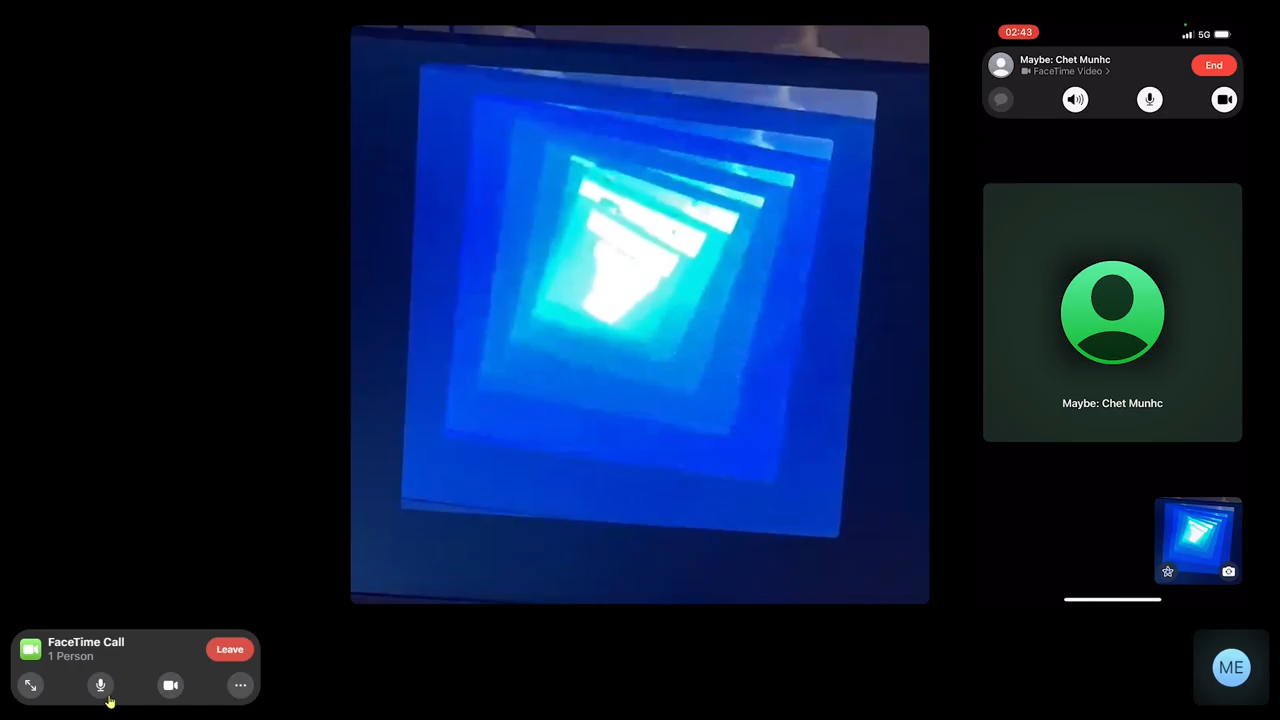 02:43
5G
Maybe: Chet Munhc
FaceTime Video
End
Maybe: Chet Munhc
FaceTime Call
1 Person
Leave
ME